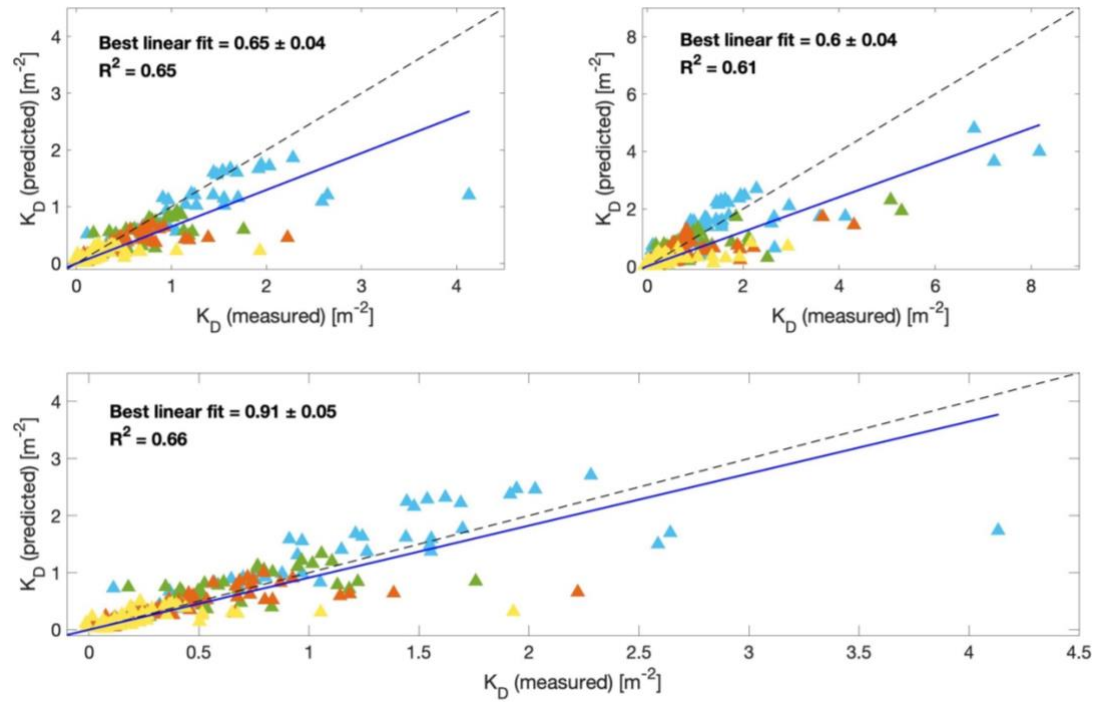 Best linear fit = 0.65 ± 0.04
R² = 0.65
K_D (predicted) [m⁻²]
4
3
2
1
0
0 1 2 3 4
K_D (measured) [m⁻²]
Best linear fit = 0.6 ± 0.04
R² = 0.61
K_D (predicted) [m⁻²]
8
6
4
2
0
0 2 4 6 8
K_D (measured) [m⁻²]
Best linear fit = 0.91 ± 0.05
R² = 0.66
K_D (predicted) [m⁻²]
4
3
2
1
0
0 0.5 1 1.5 2 2.5 3 3.5 4 4.5
K_D (measured) [m⁻²]